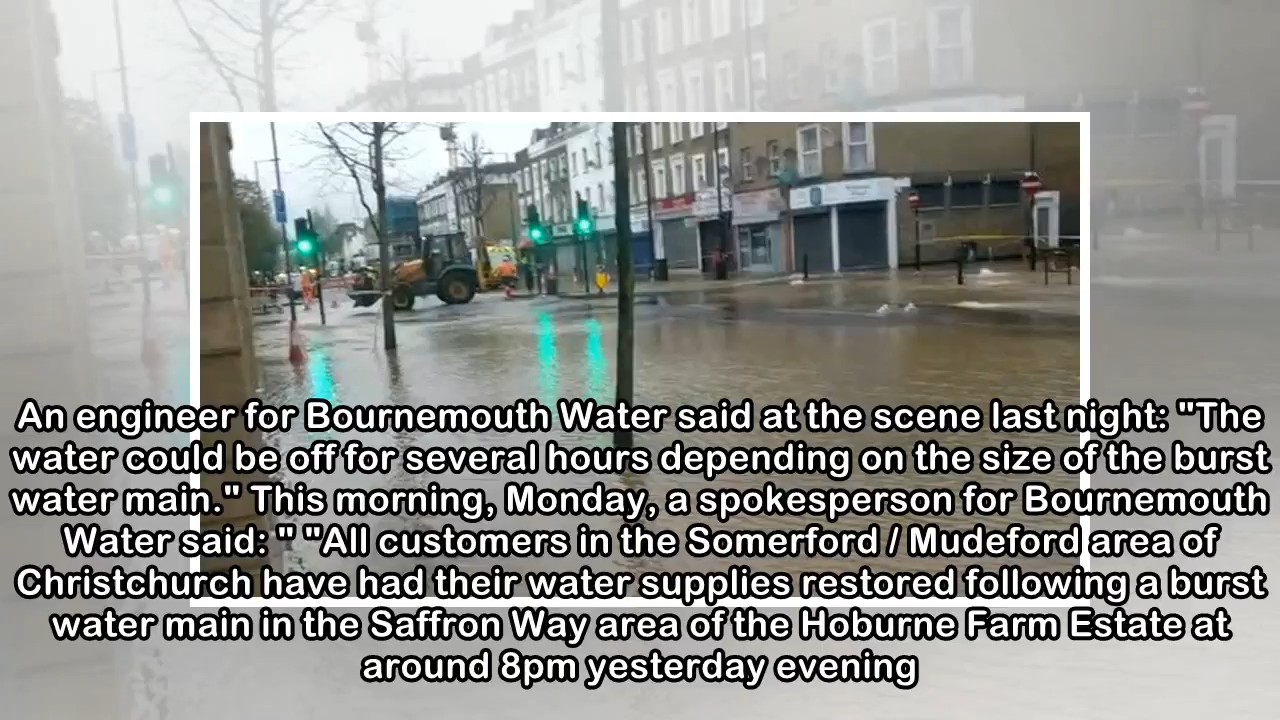 An engineer for Bournemouth Water said at the scene last night: "The
water could be off for several hours depending on the size of the burst
water main." This morning, Monday, a spokesperson for Bournemouth
Water said: " "All customers in the Somerford / Mudeford area of
Christchurch have had their water supplies restored following a burst
water main in the Saffron Way area of the Hoburne Farm Estate at
around 8pm yesterday evening